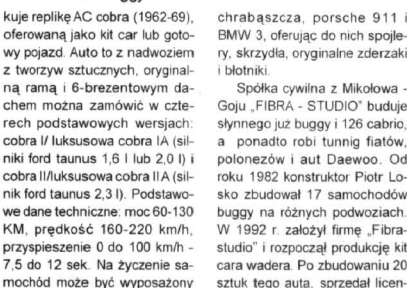 kuje replikę AC cobra (1962-69),
oferowaną jako kit car lub goto-
wy pojazd. Auto to z nadwoziem
z tworzyw sztucznych, oryginal-
ną ramą i 6-brezentowym da-
chem można zamówić w czte-
rech podstawowych wersjach:
cobra I/ luksusowa cobra IA (sil-
niki ford taunus 1,6 l lub 2,0 l) i
cobra II/luksusowa cobra II A (sil-
nik ford taunus 2,3 l). Podstawo-
we dane techniczne: moc 60-130
KM, prędkość 160-220 km/h,
przyspieszenie 0 do 100 km/h -
7,5 do 12 sek. Na życzenie sa-
mochód może być wyposażony
chrabąszcza, porsche 911 i
BMW 3, oferując do nich spojle-
ry, skrzydła, oryginalne zderzaki
i błotniki.
Spółka cywilna z Mikołowa -
Goju „FIBRA - STUDIO" buduje
słynnego już buggy i 126 cabrio,
a ponadto robi tunnig fiatów,
polonezów i aut Daewoo. Od
roku 1982 konstruktor Piotr Lo-
sko zbudował 17 samochodów
buggy na różnych podwoziach.
W 1992 r. założył firmę „Fibra-
studio" i rozpoczął produkcję kit
cara wadera. Po zbudowaniu 20
sztuk tego auta, sprzedał licen-